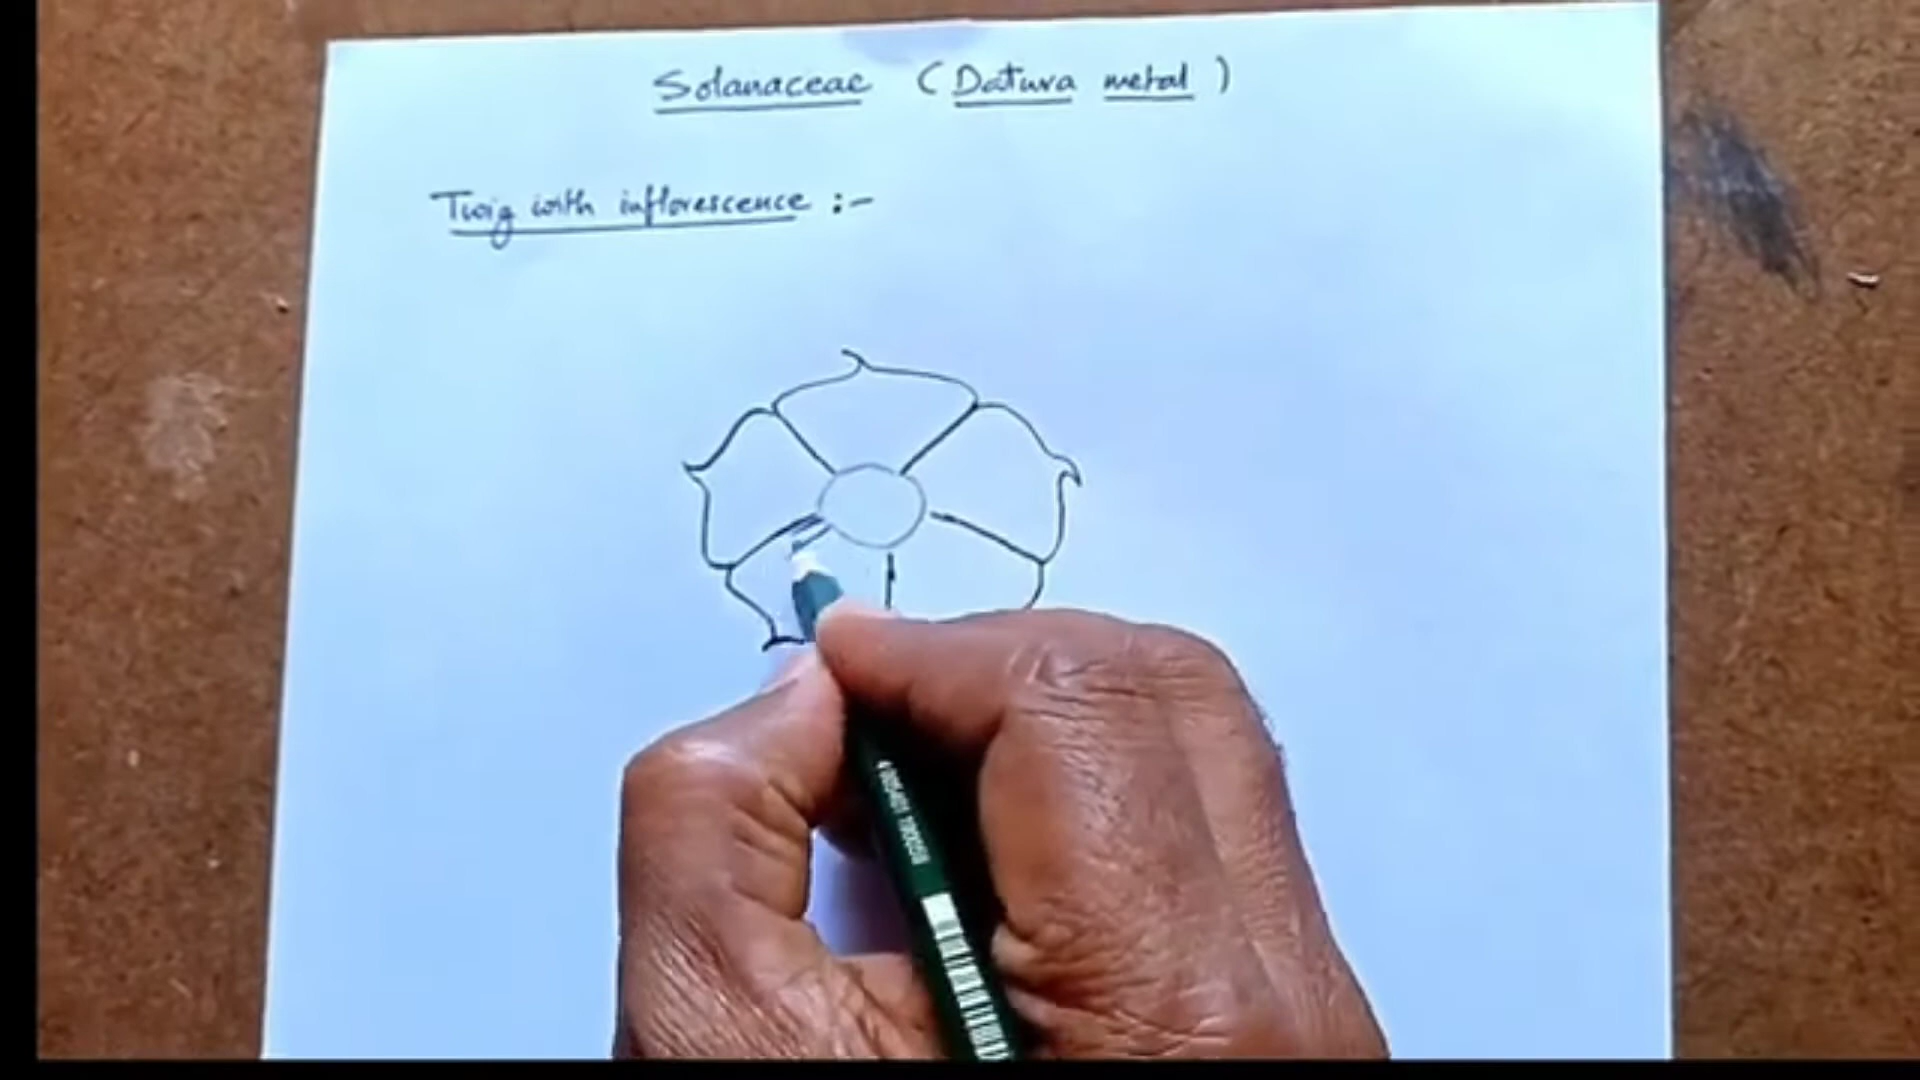 Solanaceae (Datura metal)
Twig with inflorescence :-